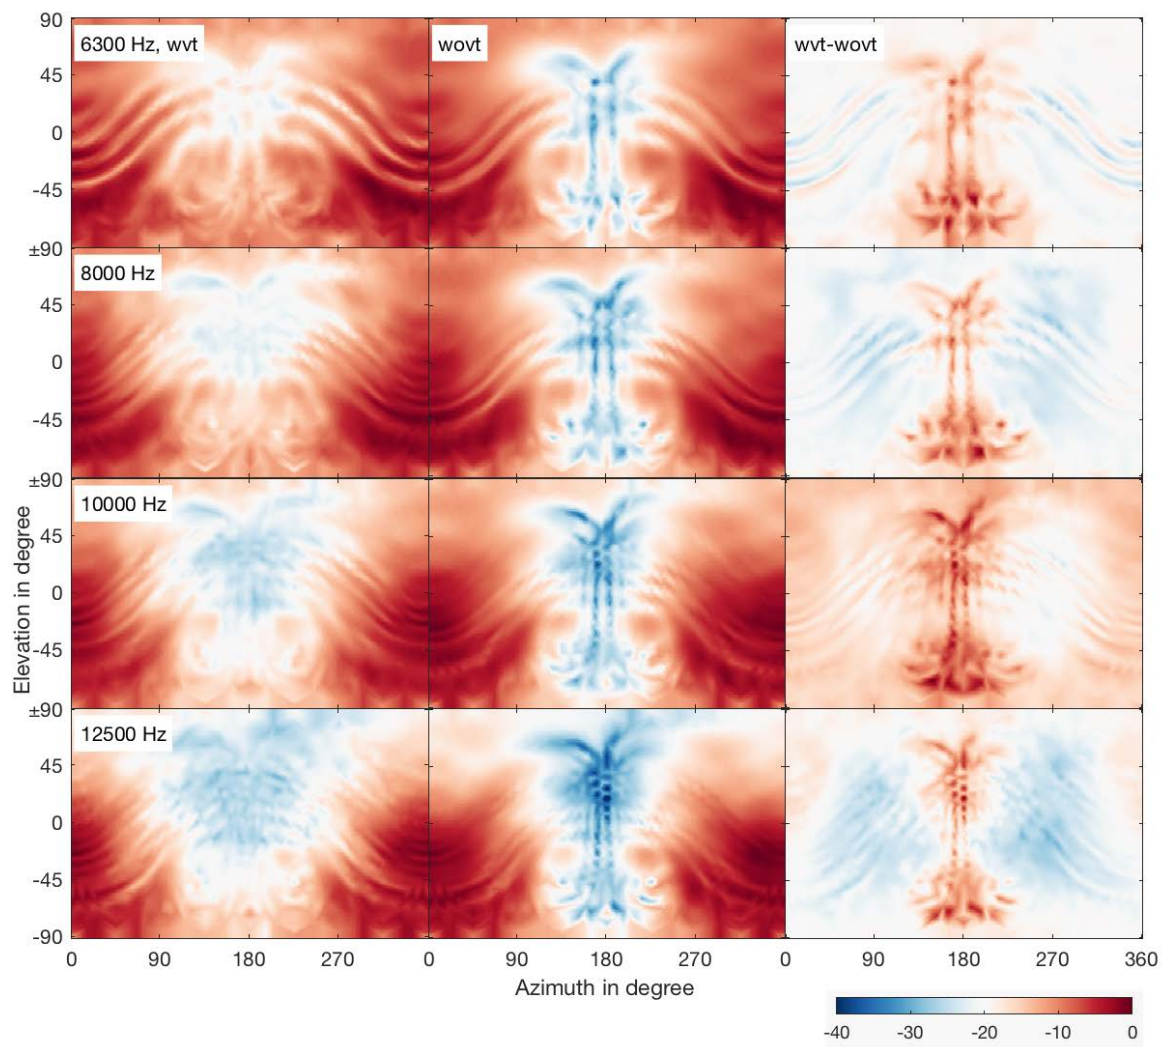 90
6300 Hz, wvt
wovt
wvt-wovt
45
0
-45
±90
8000 Hz
45
0
-45
±90
10000 Hz
45
0
-45
±90
12500 Hz
45
0
-45
-90
Elevation in degree
0 90 180 270 0 90 180 270 0 90 180 270 360
Azimuth in degree
-40 -30 -20 -10 0